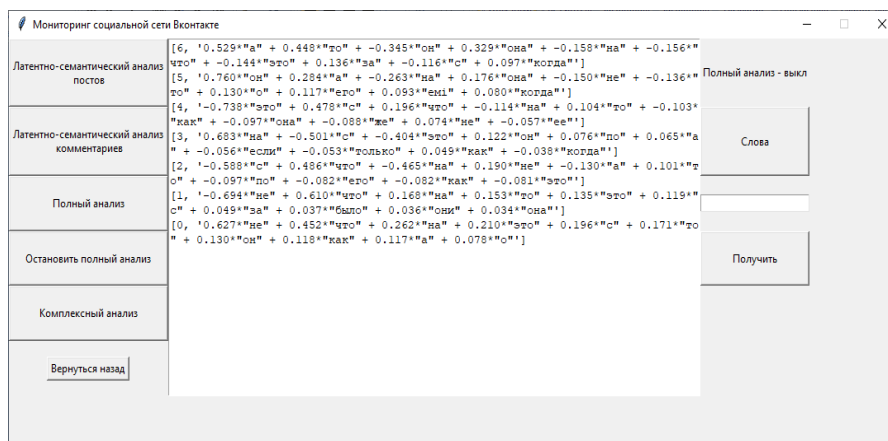 Мониторинг социальной сети Вконтакте
Латентно-семантический анализ
постов
Латентно-семантический анализ
комментариев
Полный анализ
Остановить полный анализ
Комплексный анализ
Вернуться назад
[6, '0.529*"а" + 0.448*"то" + -0.345*"он" + 0.329*"она" + -0.158*"на" + -0.156*"
что" + -0.144*"это" + 0.136*"за" + -0.116*"с" + 0.097*"когда"']
[5, '0.760*"он" + 0.284*"а" + -0.263*"на" + 0.176*"она" + -0.150*"не" + -0.136*"
то" + 0.130*"о" + 0.117*"его" + 0.093*"емі" + 0.080*"когда"']
[4, '-0.738*"это" + 0.478*"с" + 0.196*"что" + -0.114*"на" + 0.104*"то" + -0.103*
"как" + -0.097*"она" + -0.088*"же" + 0.074*"не" + -0.057*"ее"']
[3, '0.683*"на" + -0.501*"с" + -0.404*"это" + 0.122*"он" + 0.076*"по" + 0.065*"а
" + -0.056*"если" + -0.053*"только" + 0.049*"как" + -0.038*"когда"']
[2, '-0.588*"с" + 0.486*"что" + -0.465*"на" + 0.190*"не" + -0.130*"а" + 0.101*"т
о" + -0.097*"по" + -0.082*"его" + -0.082*"как" + -0.081*"это"']
[1, '-0.694*"не" + 0.610*"что" + 0.168*"на" + 0.153*"то" + 0.135*"это" + 0.119*"
с" + 0.049*"за" + 0.037*"было" + 0.036*"они" + 0.034*"она"']
[0, '0.627*"не" + 0.452*"что" + 0.262*"на" + 0.210*"это" + 0.196*"с" + 0.171*"то
" + 0.130*"он" + 0.118*"как" + 0.117*"а" + 0.078*"о"']
Полный анализ - выкл
Слова
Получить